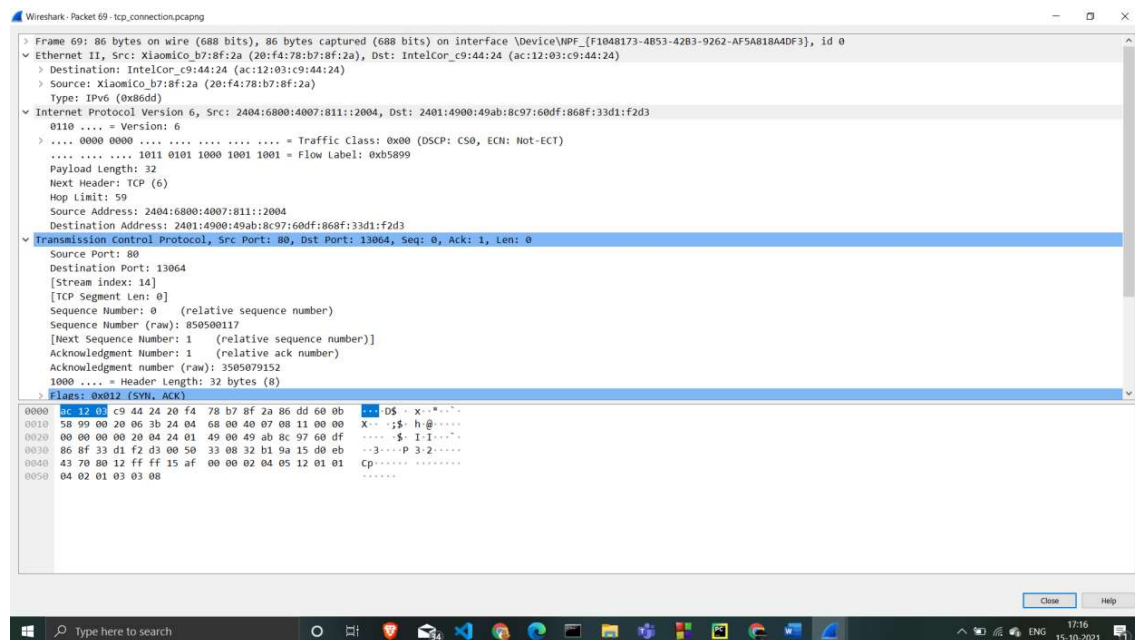 Wireshark · Packet 69 · tcp_connection.pcapng
Frame 69: 86 bytes on wire (688 bits), 86 bytes captured (688 bits) on interface \Device\NPF_{F1048173-4B53-42B3-9262-AF5A818A4DF3}, id 0
Ethernet II, Src: XiaomiCo_b7:8f:2a (20:f4:78:b7:8f:2a), Dst: IntelCor_c9:44:24 (ac:12:03:c9:44:24)
Destination: IntelCor_c9:44:24 (ac:12:03:c9:44:24)
Source: XiaomiCo_b7:8f:2a (20:f4:78:b7:8f:2a)
Type: IPv6 (0x86dd)
Internet Protocol Version 6, Src: 2404:6800:4007:811::2004, Dst: 2401:4900:49ab:8c97:60df:868f:33d1:f2d3
0110 .... = Version: 6
.... 0000 0000 .... .... .... .... .... = Traffic Class: 0x00 (DSCP: CS0, ECN: Not-ECT)
.... .... .... 1011 0101 1000 1001 1001 = Flow Label: 0xb5899
Payload Length: 32
Next Header: TCP (6)
Hop Limit: 59
Source Address: 2404:6800:4007:811::2004
Destination Address: 2401:4900:49ab:8c97:60df:868f:33d1:f2d3
Transmission Control Protocol, Src Port: 80, Dst Port: 13064, Seq: 0, Ack: 1, Len: 0
Source Port: 80
Destination Port: 13064
[Stream index: 14]
[TCP Segment Len: 0]
Sequence Number: 0 (relative sequence number)
Sequence Number (raw): 850500117
[Next Sequence Number: 1 (relative sequence number)]
Acknowledgment Number: 1 (relative ack number)
Acknowledgment number (raw): 3505079152
1000 .... = Header Length: 32 bytes (8)
Flags: 0x012 (SYN, ACK)
0000 ac 12 03 c9 44 24 20 f4 78 b7 8f 2a 86 dd 60 0b ····D$ · x··*··`·
0010 58 99 00 20 06 3b 24 04 68 00 40 07 08 11 00 00 X·· ·;$· h·@·····
0020 00 00 00 00 20 04 24 01 49 00 49 ab 8c 97 60 df ···· ·$· I·I···`·
0030 86 8f 33 d1 f2 d3 00 50 33 08 32 b1 9a 15 d0 eb ··3····P 3·2·····
0040 43 70 80 12 ff ff 15 af 00 00 02 04 05 12 01 01 Cp······ ········
0050 04 02 01 03 03 08 ······
Close Help
Type here to search
34
ENG
17:16
15-10-2021